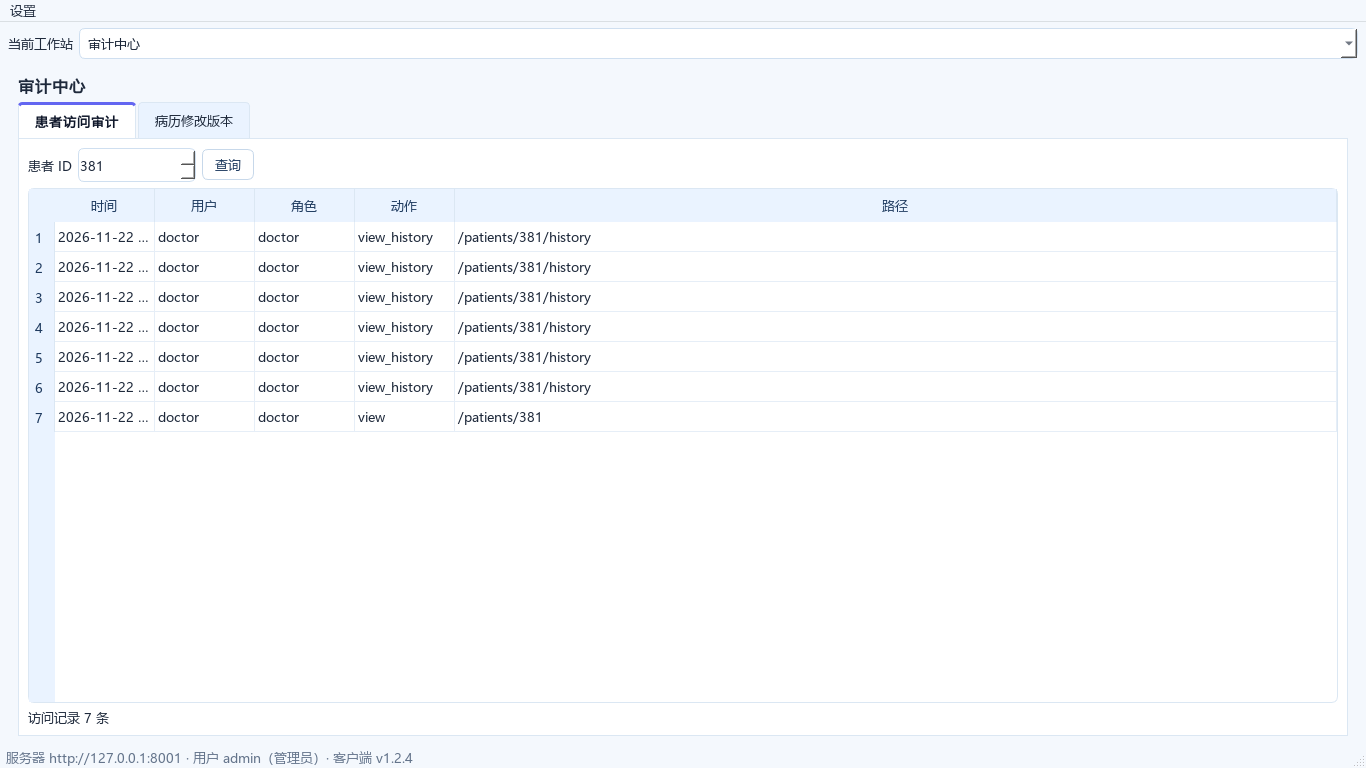 设置
当前工作站 审计中心
审计中心
患者访问审计 病历修改版本
患者 ID 381 查询
时间 用户 角色 动作 路径
1 2026-11-22 ... doctor doctor view_history /patients/381/history
2 2026-11-22 ... doctor doctor view_history /patients/381/history
3 2026-11-22 ... doctor doctor view_history /patients/381/history
4 2026-11-22 ... doctor doctor view_history /patients/381/history
5 2026-11-22 ... doctor doctor view_history /patients/381/history
6 2026-11-22 ... doctor doctor view_history /patients/381/history
7 2026-11-22 ... doctor doctor view /patients/381
访问记录 7 条
服务器 http://127.0.0.1:8001 · 用户 admin（管理员）· 客户端 v1.2.4